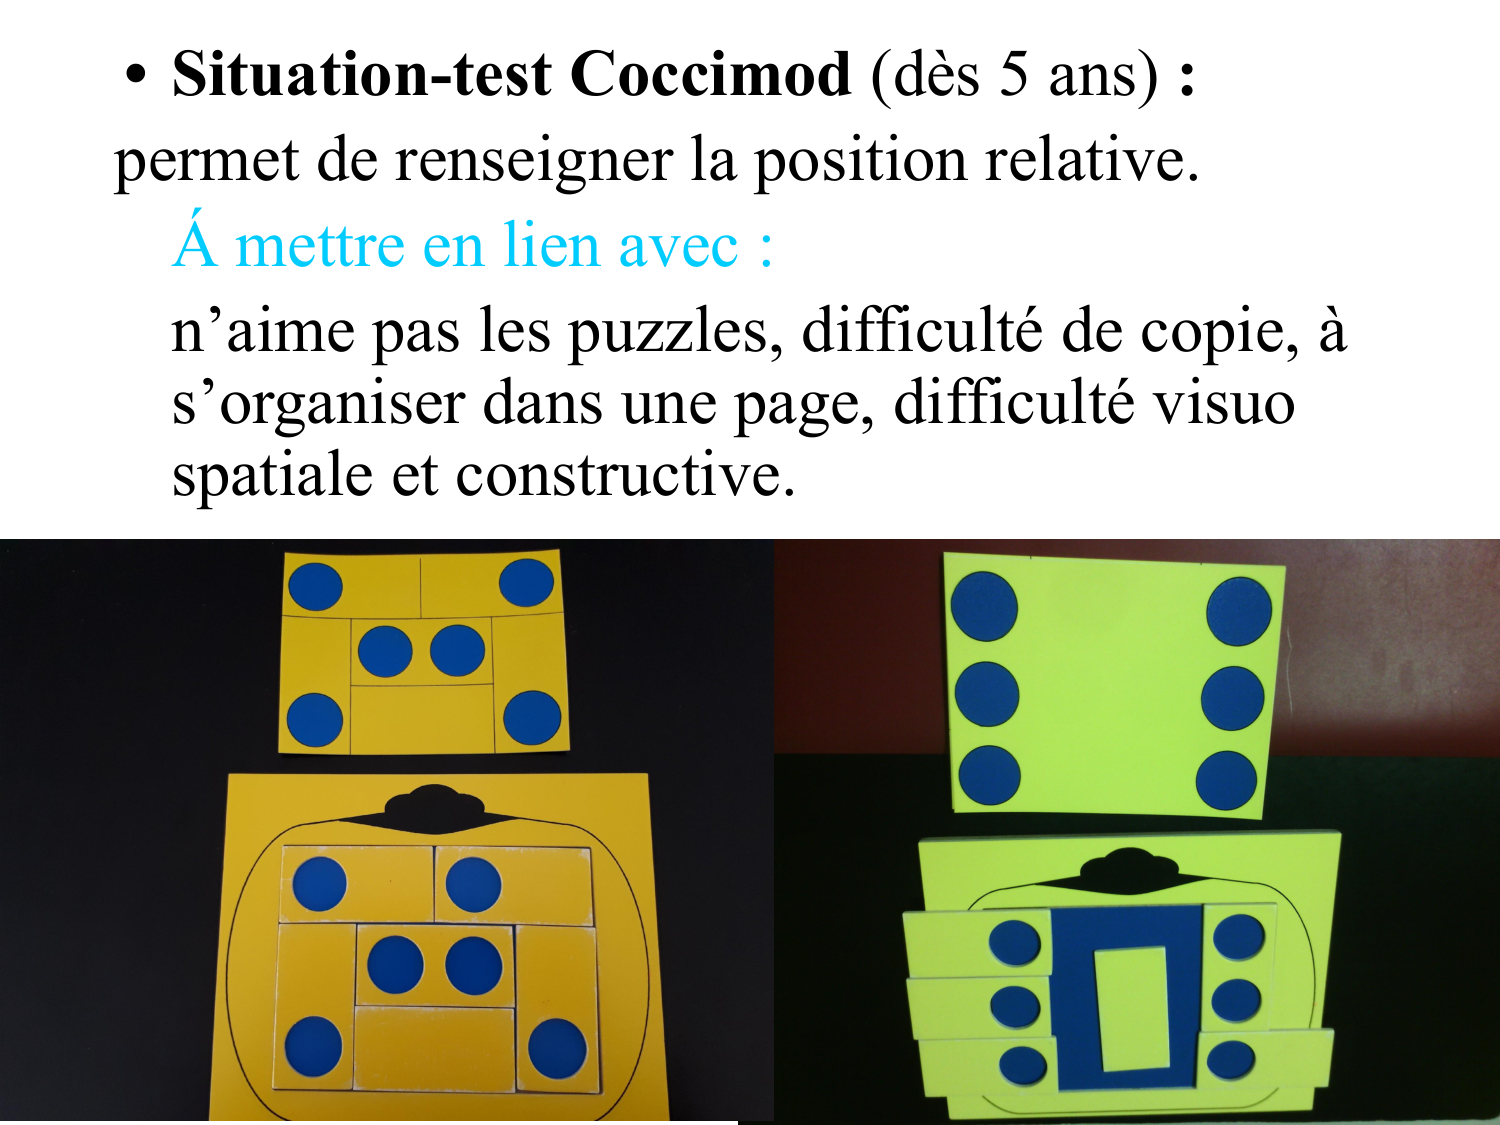 • Situation-test Coccimod (dès 5 ans) :
permet de renseigner la position relative.
Á mettre en lien avec :
n’aime pas les puzzles, difficulté de copie, à
s’organiser dans une page, difficulté visuo
spatiale et constructive.